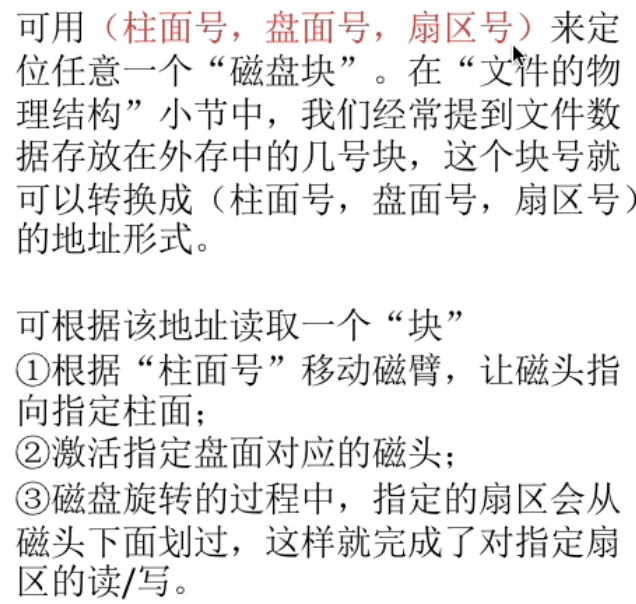 可用（柱面号，盘面号，扇区号）来定
位任意一个“磁盘块”。在“文件的物
理结构”小节中，我们经常提到文件数
据存放在外存中的几号块，这个块号就
可以转换成（柱面号，盘面号，扇区号）
的地址形式。
可根据该地址读取一个“块”
①根据“柱面号”移动磁臂，让磁头指
向指定柱面；
②激活指定盘面对应的磁头；
③磁盘旋转的过程中，指定的扇区会从
磁头下面划过，这样就完成了对指定扇
区的读/写。